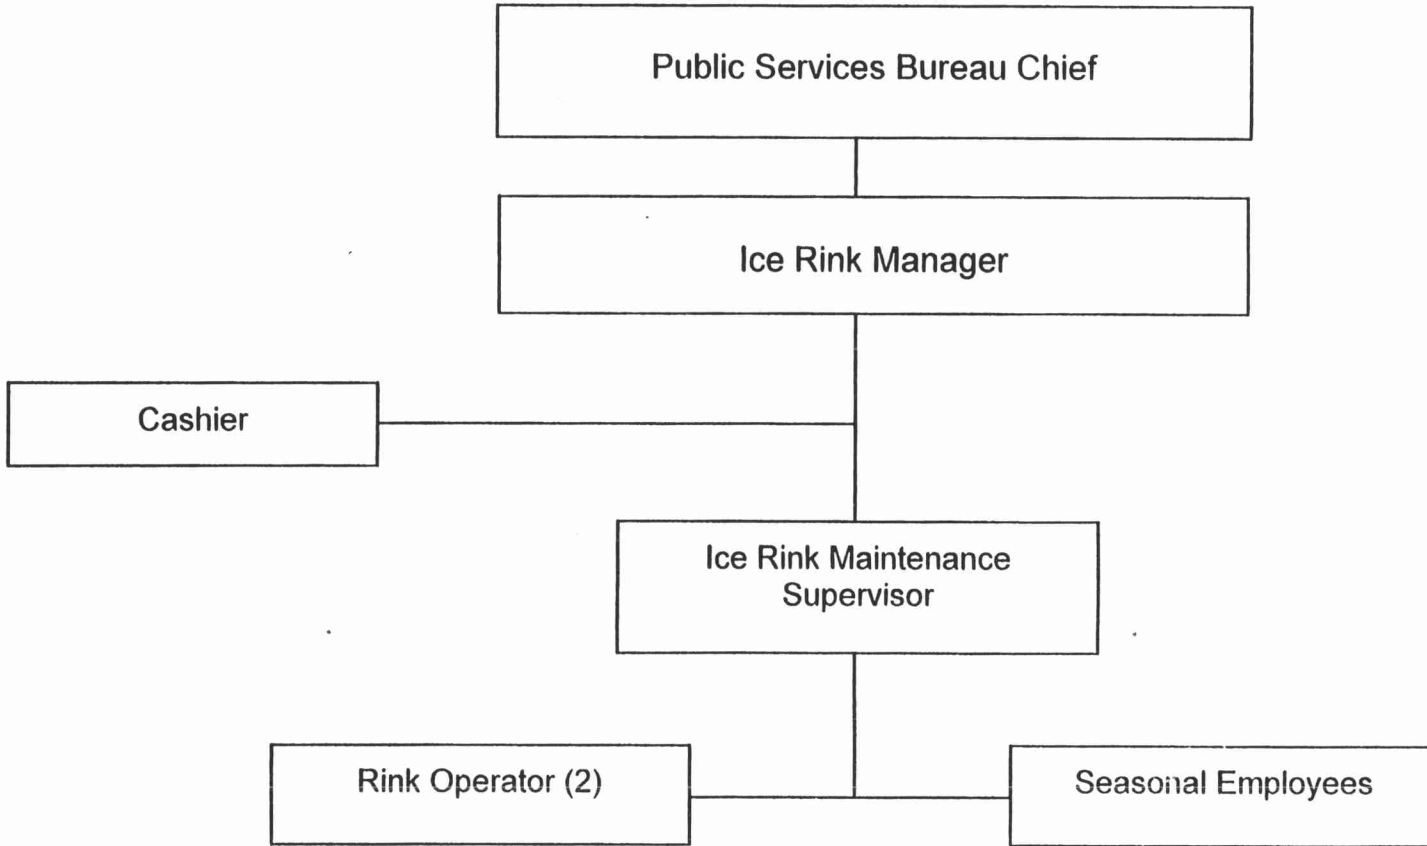 Public Services Bureau Chief
Ice Rink Manager
Cashier
Ice Rink Maintenance
Supervisor
Rink Operator (2)
Seasonal Employees